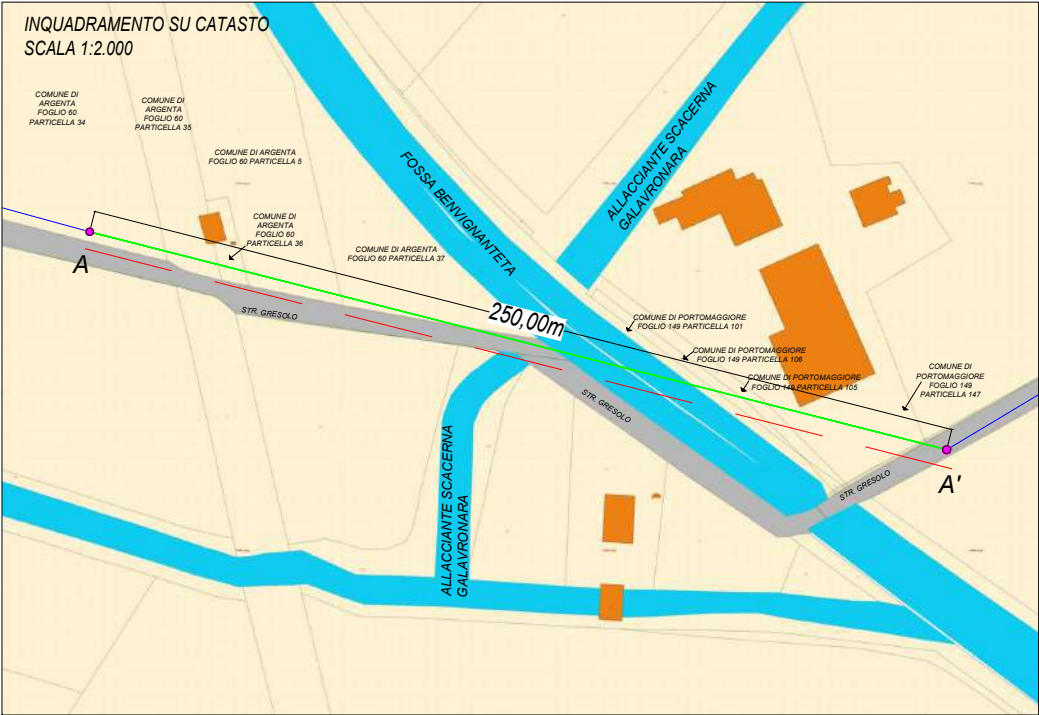 INQUADRAMENTO SU CATASTO
SCALA 1:2.000
COMUNE DI
ARGENTA
FOGLIO 60
PARTICELLA 34
COMUNE DI
ARGENTA
FOGLIO 60
PARTICELLA 35
COMUNE DI ARGENTA
FOGLIO 60 PARTICELLA 5
COMUNE DI
ARGENTA
FOGLIO 60
PARTICELLA 36
COMUNE DI ARGENTA
FOGLIO 60 PARTICELLA 37
FOSSA BENVIGNANTETA
ALLACCIANTE SCACERNA
GALAVRONARA
A
STR. GRESOLO
250,00m
COMUNE DI PORTOMAGGIORE
FOGLIO 149 PARTICELLA 101
COMUNE DI PORTOMAGGIORE
FOGLIO 149 PARTICELLA 106
COMUNE DI PORTOMAGGIORE
FOGLIO 149 PARTICELLA 105
COMUNE DI
PORTOMAGGIORE
FOGLIO 149
PARTICELLA 147
STR. GRESOLO
STR. GRESOLO
A'
ALLACCIANTE SCACERNA
GALAVRONARA